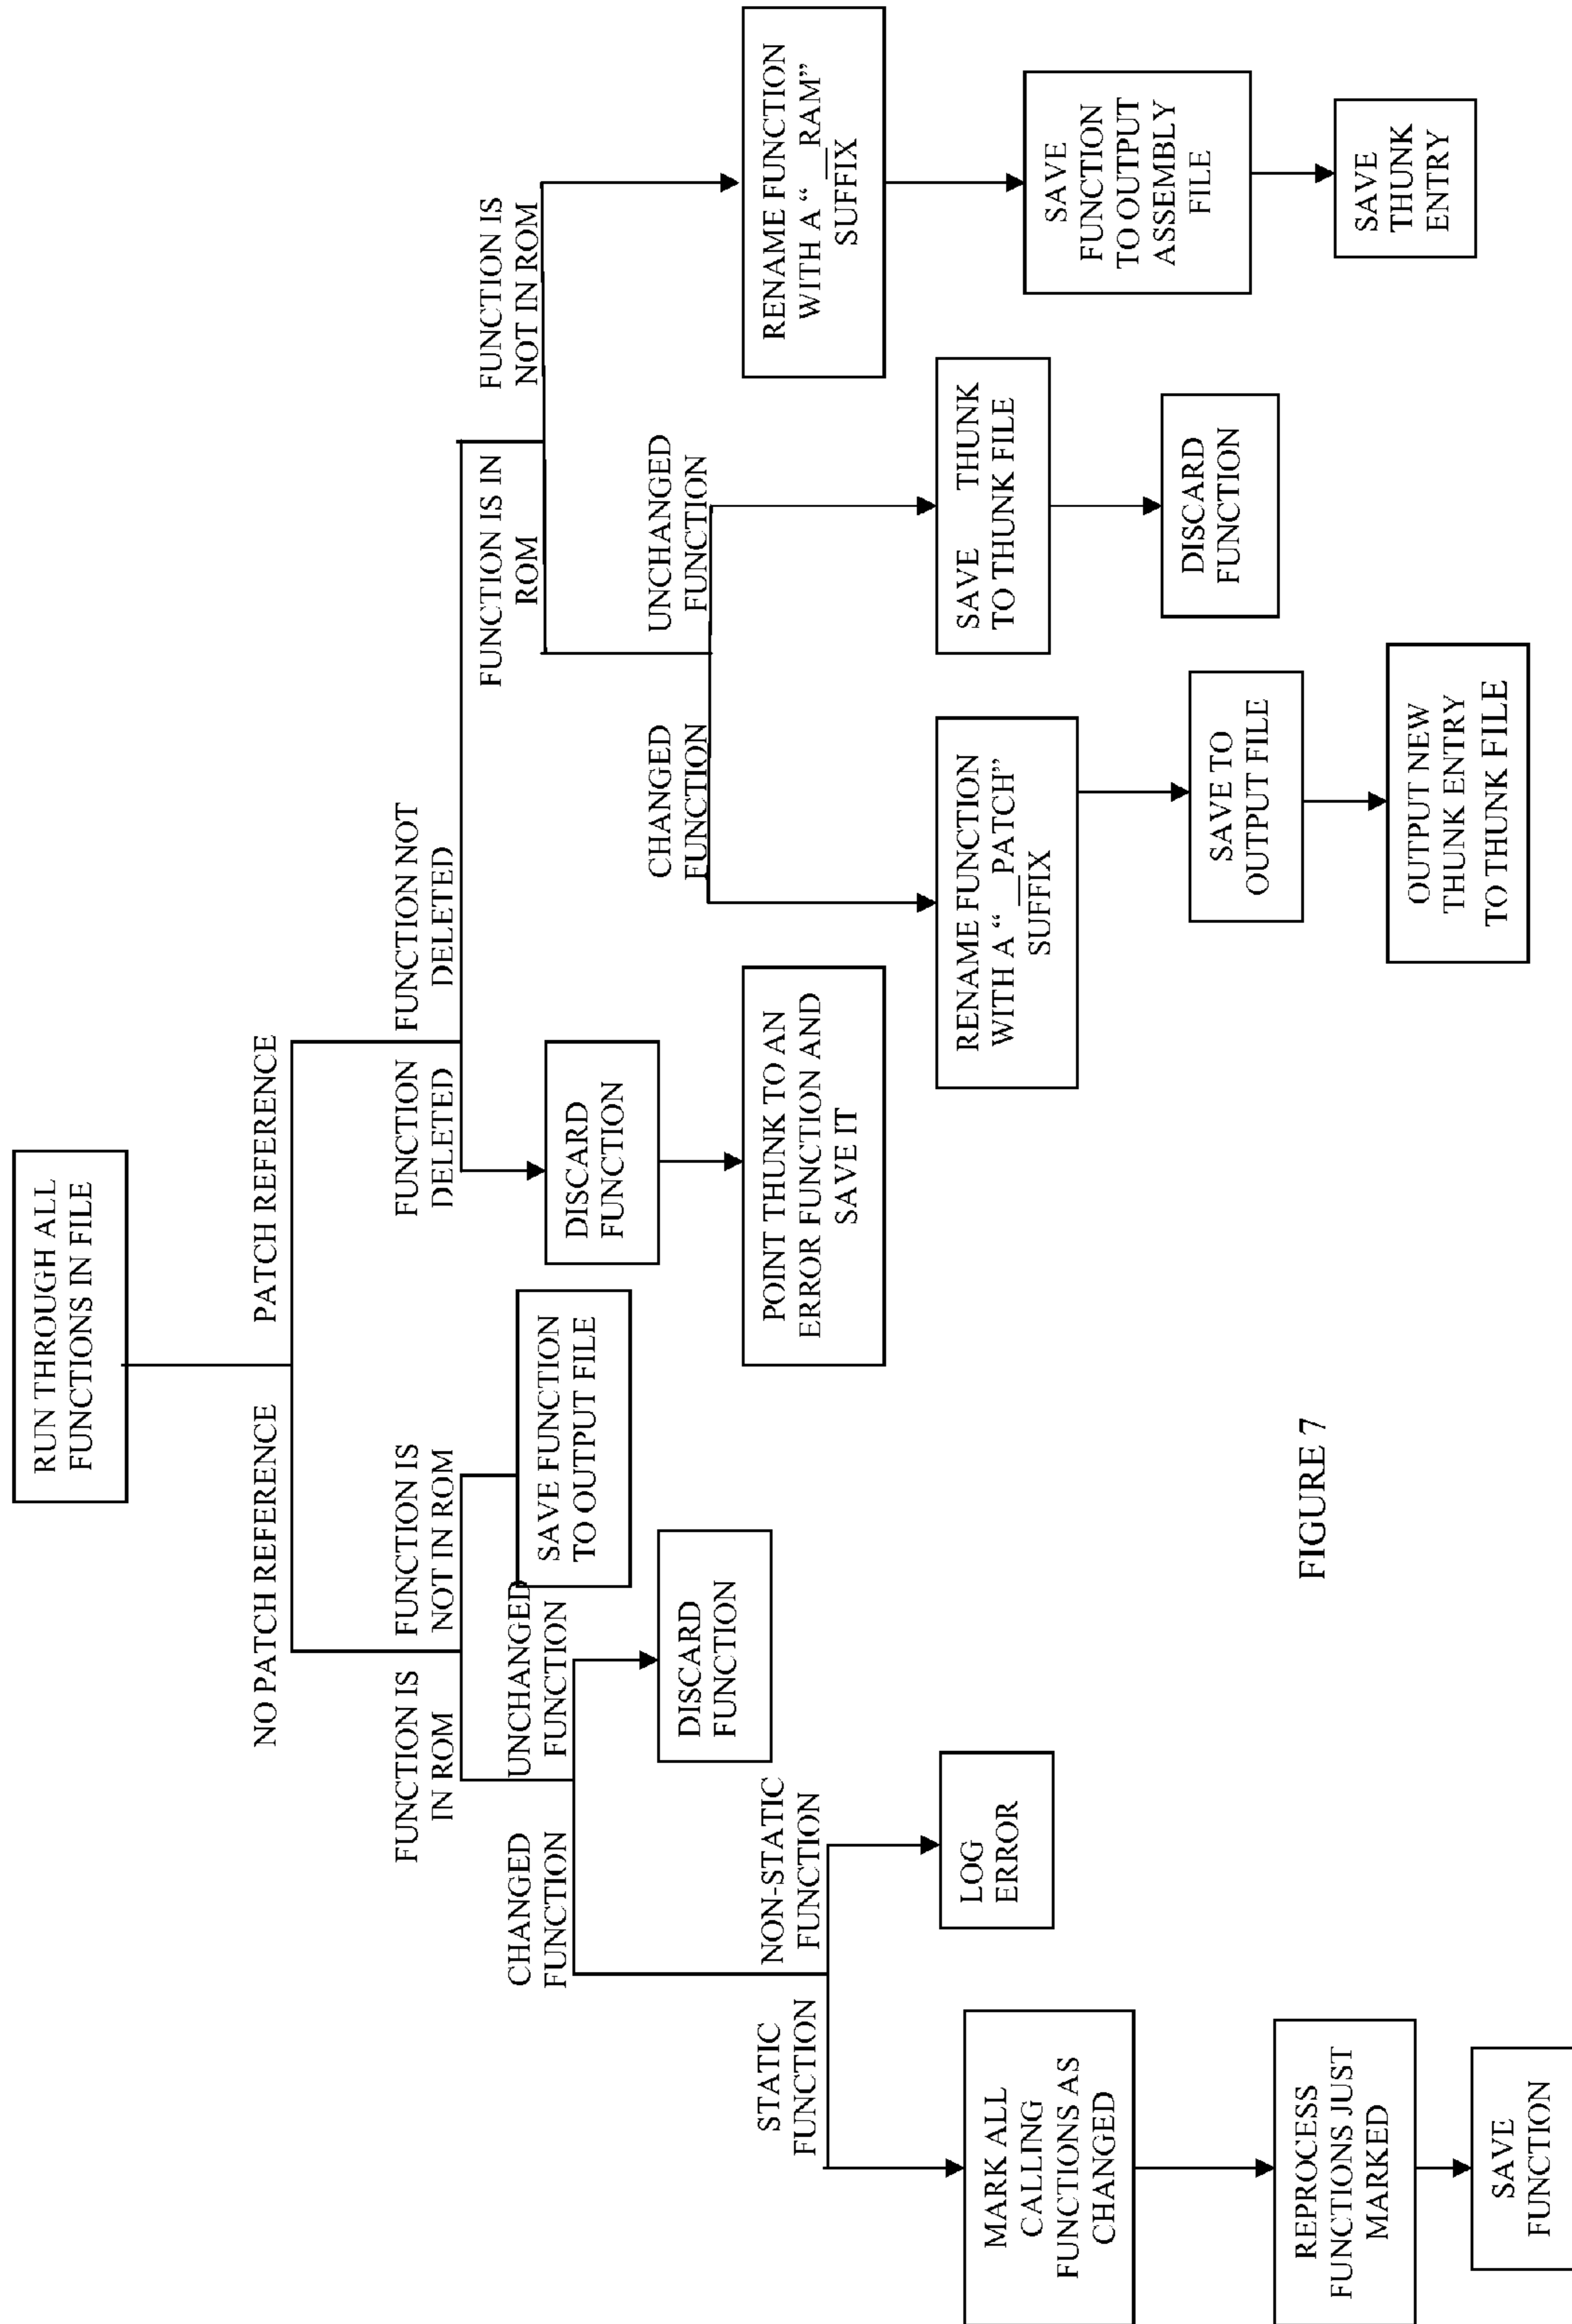 RUN THROUGH ALL
FUNCTIONS IN FILE
NO PATCH REFERENCE
PATCH REFERENCE
FUNCTION IS
IN ROM
FUNCTION IS
NOT IN ROM
FUNCTION
DELETED
FUNCTION NOT
DELETED
CHANGED
FUNCTION
UNCHANGED
FUNCTION
SAVE FUNCTION
TO OUTPUT FILE
DISCARD
FUNCTION
FUNCTION IS IN
ROM
FUNCTION IS
NOT IN ROM
STATIC
FUNCTION
NON-STATIC
FUNCTION
DISCARD
FUNCTION
POINT THUNK TO AN
ERROR FUNCTION AND
SAVE IT
CHANGED
FUNCTION
UNCHANGED
FUNCTION
RENAME FUNCTION
WITH A “__RAM”
SUFFIX
MARK ALL
CALLING
FUNCTIONS AS
CHANGED
LOG
ERROR
RENAME FUNCTION
WITH A “__PATCH”
SUFFIX
SAVE THUNK
TO THUNK FILE
SAVE
FUNCTION
TO OUTPUT
ASSEMBLY
FILE
REPROCESS
FUNCTIONS JUST
MARKED
SAVE TO
OUTPUT FILE
DISCARD
FUNCTION
SAVE
THUNK
ENTRY
SAVE
FUNCTION
OUTPUT NEW
THUNK ENTRY
TO THUNK FILE
FIGURE 7